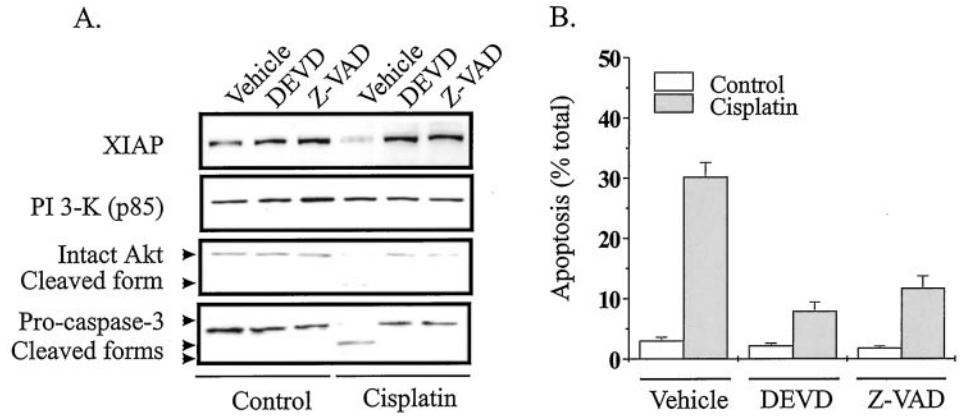 A.
Vehicle
DEVD
Z-VAD
Vehicle
DEVD
Z-VAD
XIAP
PI 3-K (p85)
Intact Akt
Cleaved form
Pro-caspase-3
Cleaved forms
Control
Cisplatin
B.
50
40
30
20
10
0
Apoptosis (% total)
Control
Cisplatin
Vehicle
DEVD
Z-VAD